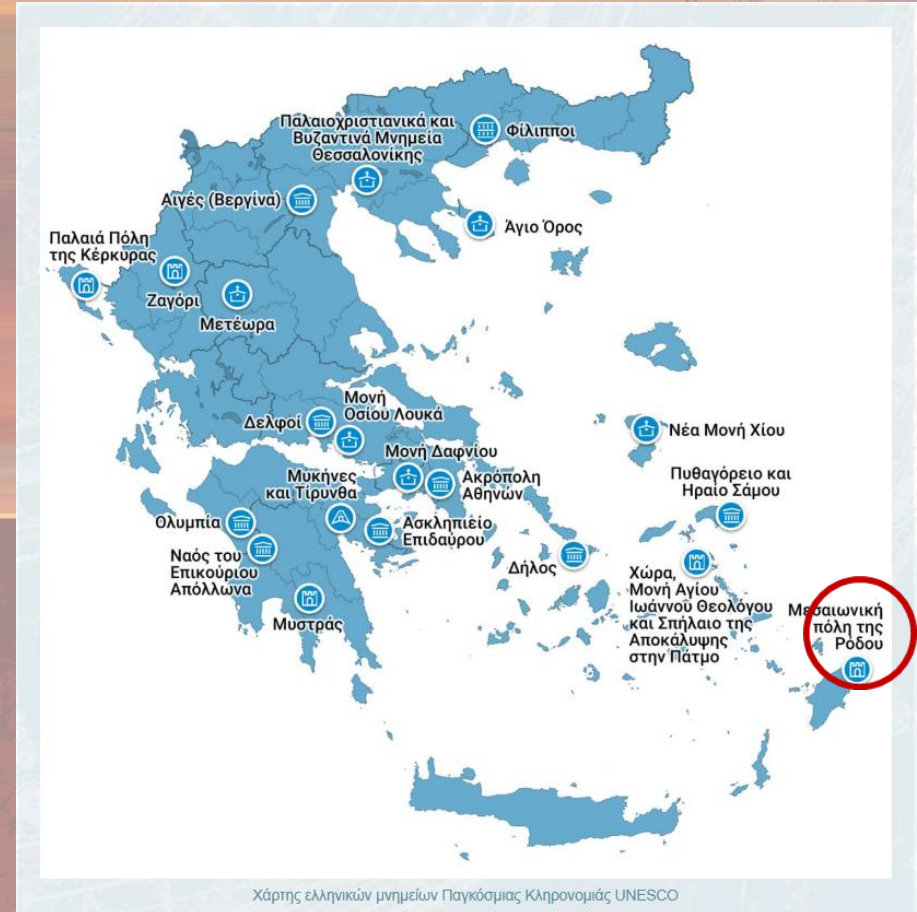 Παλαιοχριστιανικά και
Βυζαντινά Μνημεία
Θεσσαλονίκης
Φίλιπποι
Αιγές (Βεργίνα)
Άγιο Όρος
Παλαιά Πόλη
της Κέρκυρας
Ζαγόρι
Μετέωρα
Μονή
Οσίου Λουκά
Δελφοί
Νέα Μονή Χίου
Μονή Δαφνίου
Ακρόπολη
Αθηνών
Μυκήνες
και Τίρυνθα
Πυθαγόρειο και
Ηραίο Σάμου
Ολυμπία
Ασκληπιείο
Επιδαύρου
Ναός του
Επικούριου
Απόλλωνα
Δήλος
Χώρα,
Μονή Αγίου
Ιωάννου Θεολόγου
και Σπήλαιο της
Αποκάλυψης
στην Πάτμο
Μυστράς
Μεσαιωνική
πόλη της
Ρόδου
Χάρτης ελληνικών μνημείων Παγκόσμιας Κληρονομιάς UNESCO